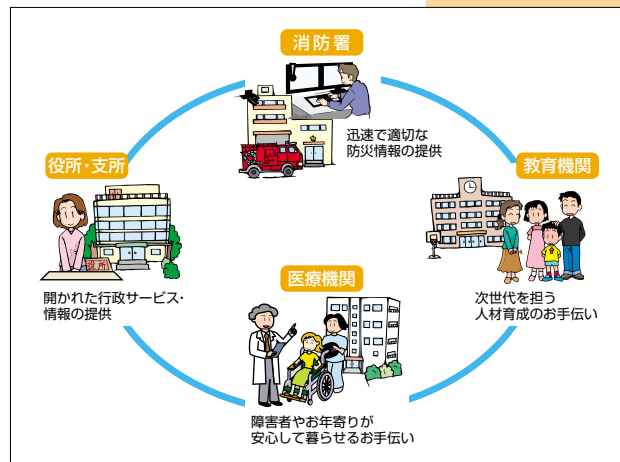 消防署
迅速で適切な
防災情報の提供
役所・支所
役所
開かれた行政サービス・
情報の提供
教育機関
次世代を担う
人材育成のお手伝い
医療機関
障害者やお年寄りが
安心して暮らせるお手伝い